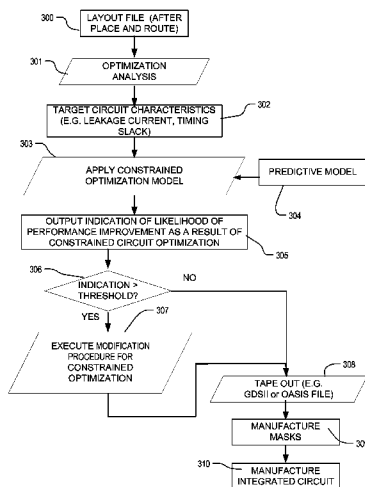 300
LAYOUT FILE (AFTER
PLACE AND ROUTE)
301
OPTIMIZATION
ANALYSIS
TARGET CIRCUIT CHARACTERISTICS
(E.G. LEAKAGE CURRENT, TIMING
SLACK)
302
303
APPLY CONSTRAINED
OPTIMIZATION MODEL
PREDICTIVE MODEL
304
OUTPUT INDICATION OF LIKELIHOOD OF
PERFORMANCE IMPROVEMENT AS A RESULT OF
CONSTRAINED CIRCUIT OPTIMIZATION
305
306
INDICATION >
THRESHOLD?
NO
YES
307
EXECUTE MODIFICATION
PROCEDURE FOR
CONSTRAINED
OPTIMIZATION
308
TAPE OUT (E.G.
GDSII or OASIS FILE)
MANUFACTURE
MASKS
310
MANUFACTURE
INTEGRATED CIRCUIT